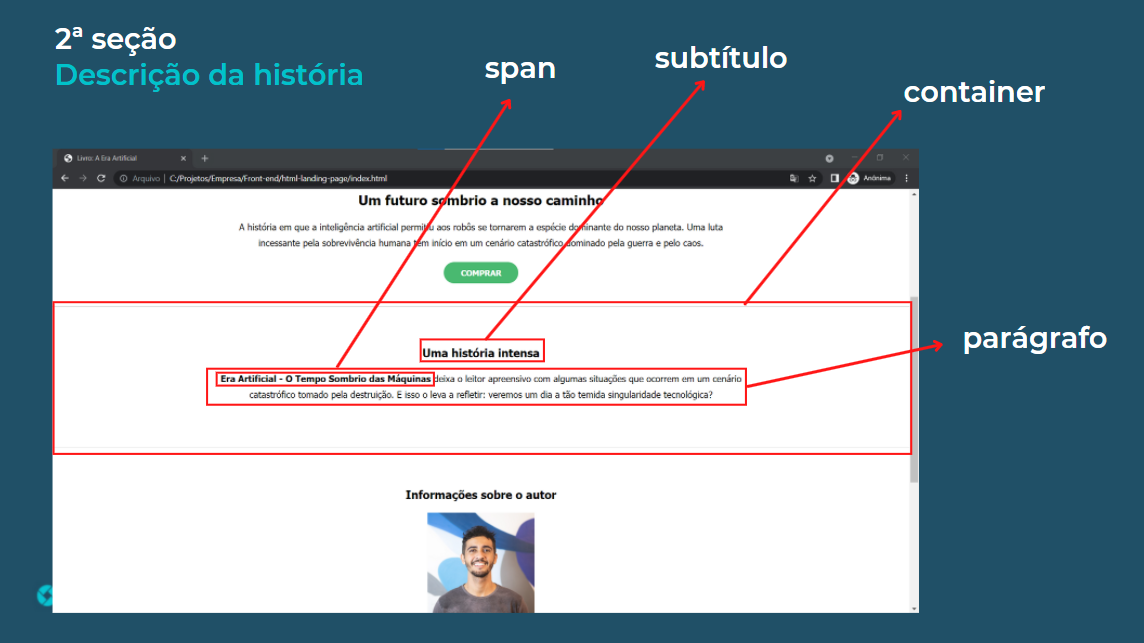 2ª seção
Descrição da história
span
subtítulo
container
parágrafo
Livro: A Era Artificial
Arquivo
C:/Projetos/Empresa/Front-end/html-landing-page/index.html
Anônima
Um futuro sombrio a nosso caminho
A história em que a inteligência artificial permitiu aos robôs se tornarem a espécie dominante do nosso planeta. Uma luta
incessante pela sobrevivência humana tem início em um cenário catastrófico dominado pela guerra e pelo caos.
COMPRAR
Uma história intensa
Era Artificial - O Tempo Sombrio das Máquinas deixa o leitor apreensivo com algumas situações que ocorrem em um cenário
catastrófico tomado pela destruição. E isso o leva a refletir: veremos um dia a tão temida singularidade tecnológica?
Informações sobre o autor